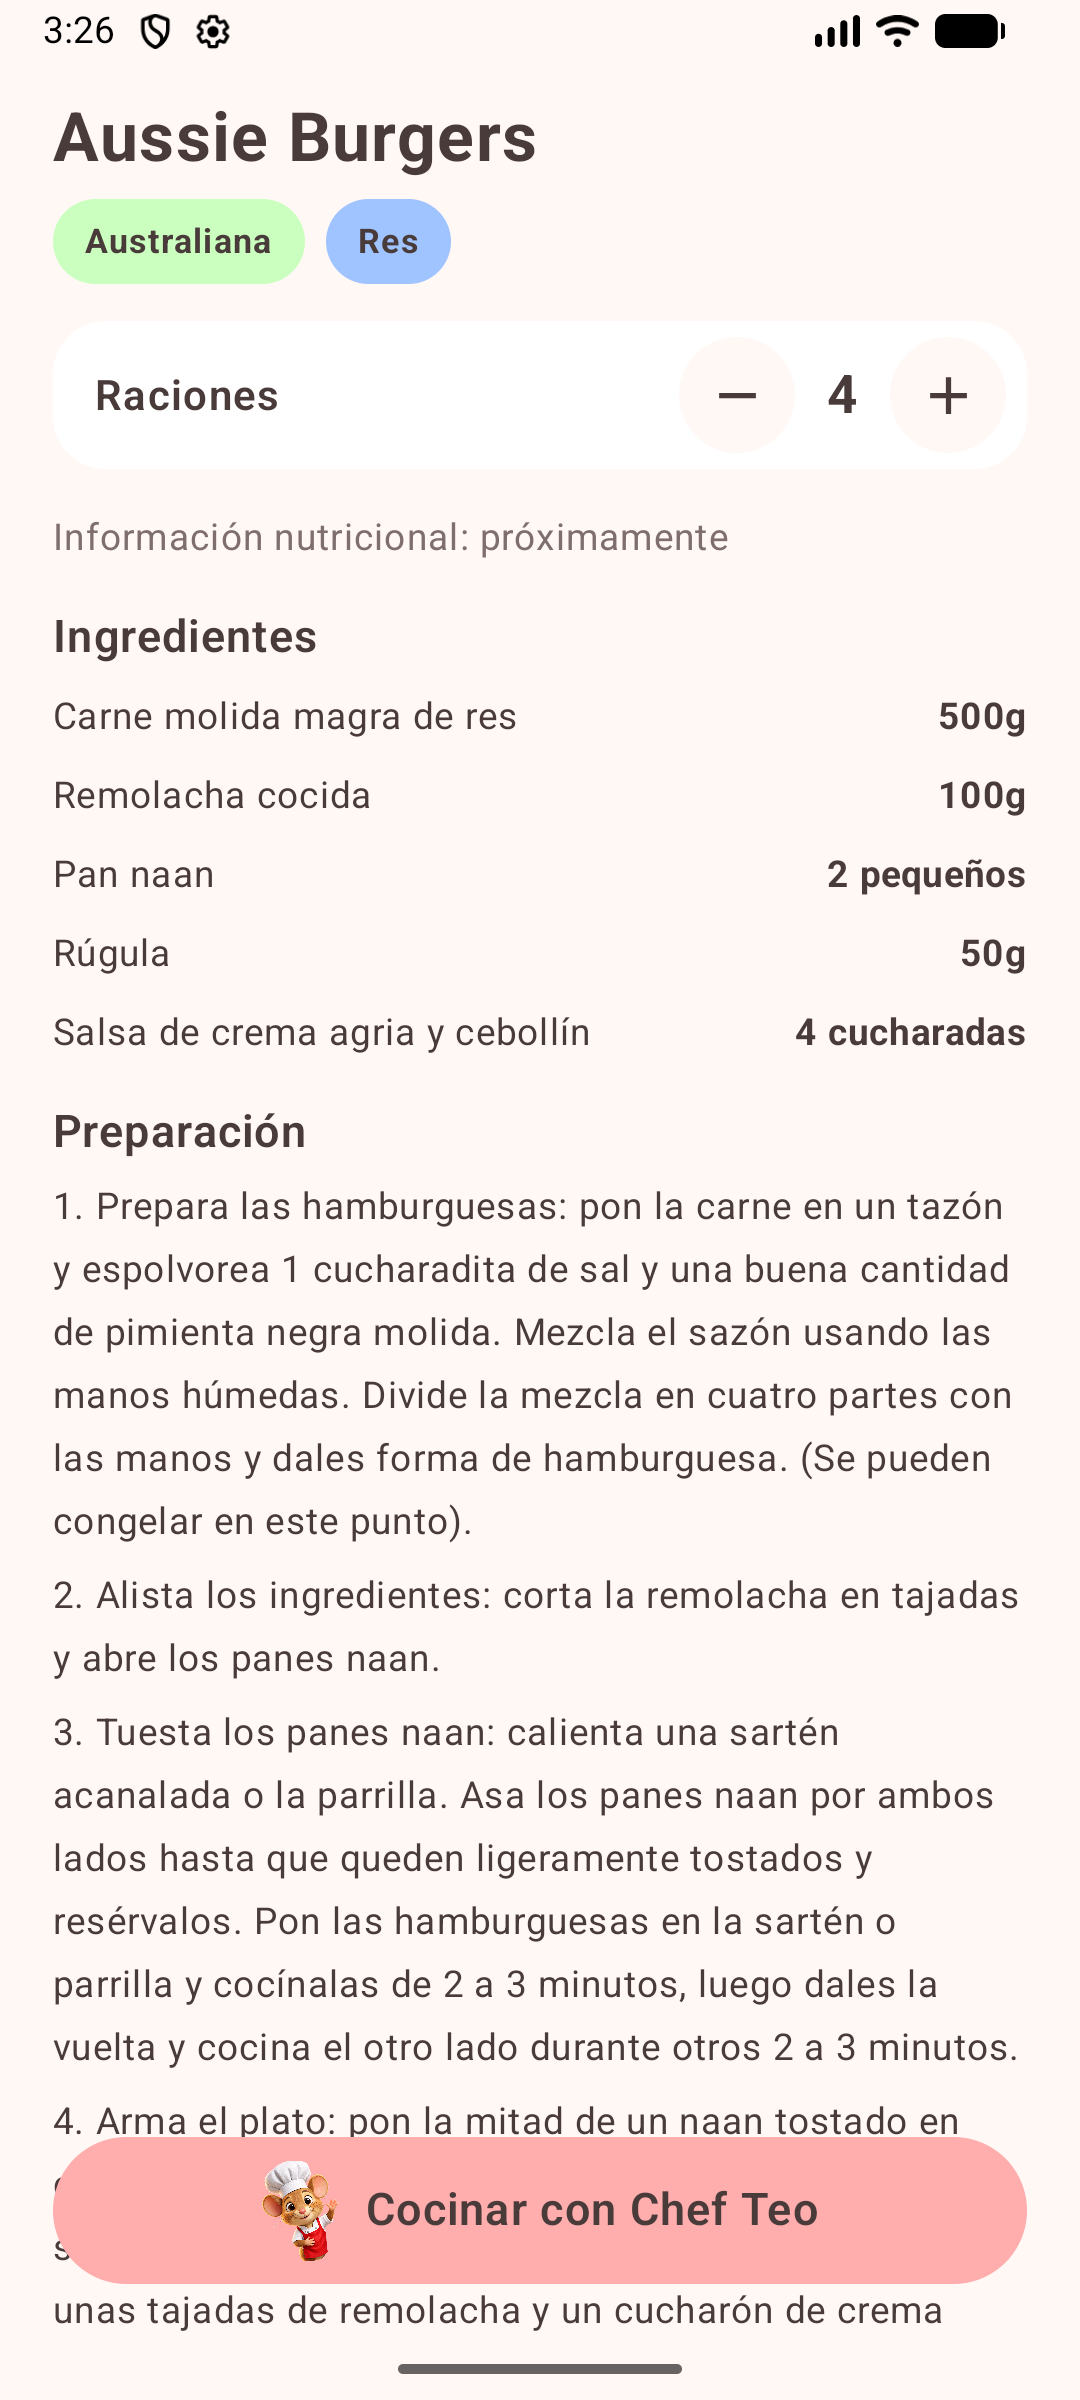 3:26
Aussie Burgers
Australiana
Res
Raciones
4
Información nutricional: próximamente
Ingredientes
Carne molida magra de res 500g
Remolacha cocida 100g
Pan naan 2 pequeños
Rúgula 50g
Salsa de crema agria y cebollín 4 cucharadas
Preparación
1. Prepara las hamburguesas: pon la carne en un tazón
y espolvorea 1 cucharadita de sal y una buena cantidad
de pimienta negra molida. Mezcla el sazón usando las
manos húmedas. Divide la mezcla en cuatro partes con
las manos y dales forma de hamburguesa. (Se pueden
congelar en este punto).
2. Alista los ingredientes: corta la remolacha en tajadas
y abre los panes naan.
3. Tuesta los panes naan: calienta una sartén
acanalada o la parrilla. Asa los panes naan por ambos
lados hasta que queden ligeramente tostados y
resérvalos. Pon las hamburguesas en la sartén o
parrilla y cocínalas de 2 a 3 minutos, luego dales la
vuelta y cocina el otro lado durante otros 2 a 3 minutos.
4. Arma el plato: pon la mitad de un naan tostado en
Cocinar con Chef Teo
unas tajadas de remolacha y un cucharón de crema